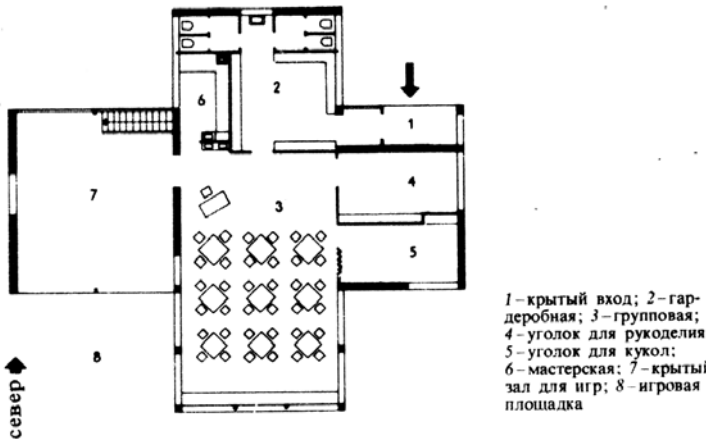 6
2
1
4
7
3
5
8
север
1–крытый вход; 2–гар-
деробная; 3–групповая;
4–уголок для рукоделия
5–уголок для кукол;
6–мастерская; 7–крытый
зал для игр; 8–игровая
площадка